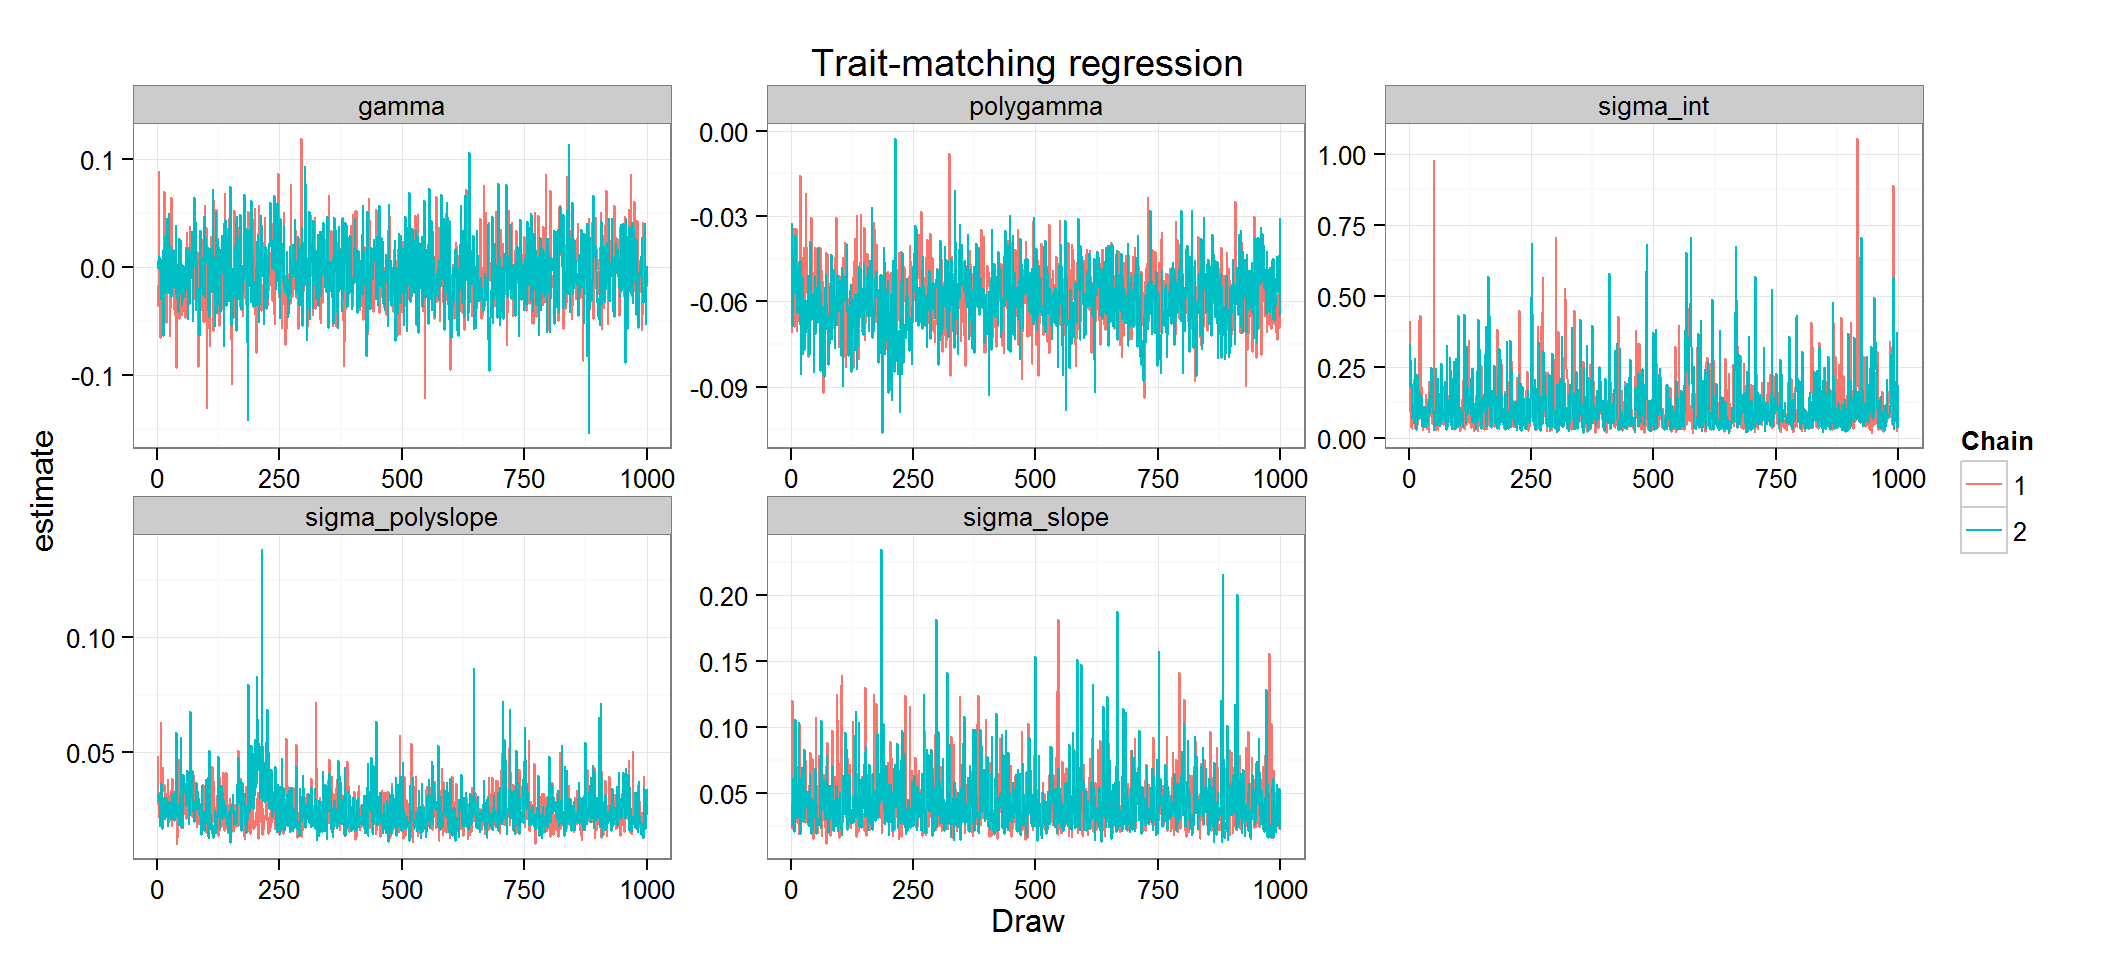 Trait-matching regression
gamma
polygamma
sigma_int
0.1
0.0
-0.1
0.00
-0.03
-0.06
-0.09
1.00
0.75
0.50
0.25
0.00
0 250 500 750 1000
0 250 500 750 1000
0 250 500 750 1000
sigma_polyslope
sigma_slope
0.10
0.05
0.20
0.15
0.10
0.05
0 250 500 750 1000
0 250 500 750 1000
estimate
Draw
Chain
1
2